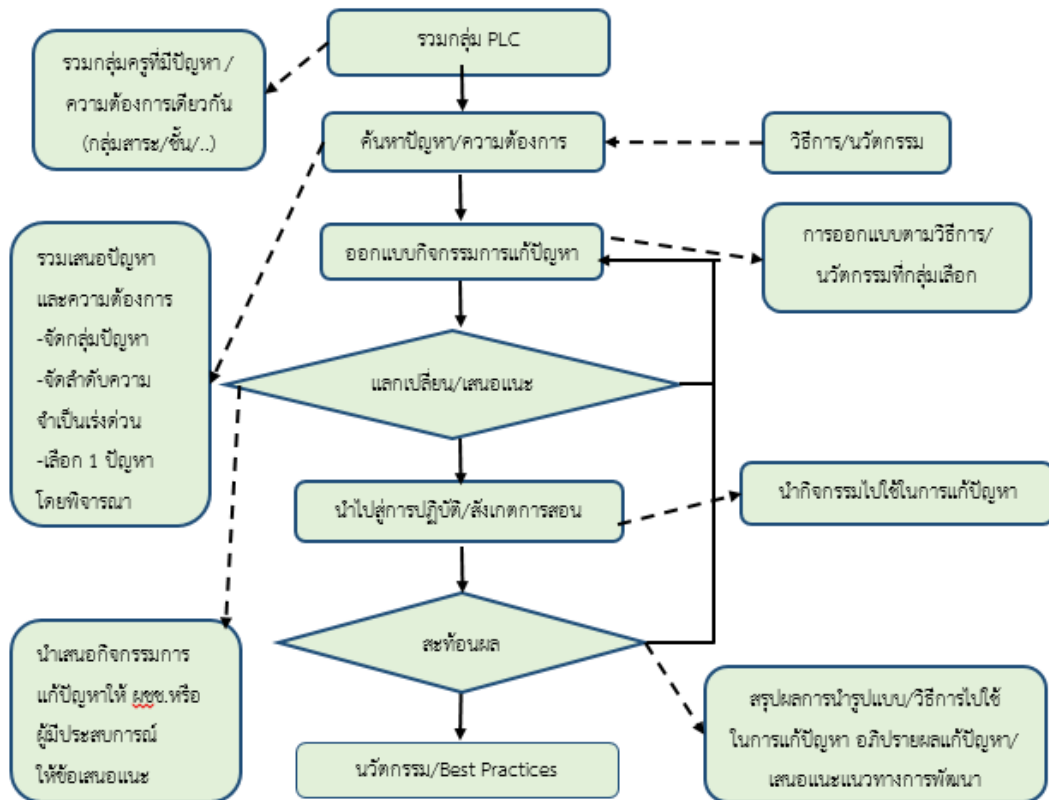 รวมกลุ่ม PLC
รวมกลุ่มครูที่มีปัญหา /
ความต้องการเดียวกัน
(กลุ่มสาระ/ชั้น/..)
ค้นหาปัญหา/ความต้องการ
วิธีการ/นวัตกรรม
รวมเสนอปัญหา
และความต้องการ
-จัดกลุ่มปัญหา
-จัดลำดับความ
จำเป็นเร่งด่วน
-เลือก 1 ปัญหา
โดยพิจารณา
ออกแบบกิจกรรมการแก้ปัญหา
การออกแบบตามวิธีการ/
นวัตกรรมที่กลุ่มเลือก
แลกเปลี่ยน/เสนอแนะ
นำไปสู่การปฏิบัติ/สังเกตการสอน
นำกิจกรรมไปใช้ในการแก้ปัญหา
สะท้อนผล
นำเสนอกิจกรรมการ
แก้ปัญหาให้ ผชช.หรือ
ผู้มีประสบการณ์
ให้ข้อเสนอแนะ
สรุปผลการนำรูปแบบ/วิธีการไปใช้
ในการแก้ปัญหา อภิปรายผลแก้ปัญหา/
เสนอแนะแนวทางการพัฒนา
นวัตกรรม/Best Practices